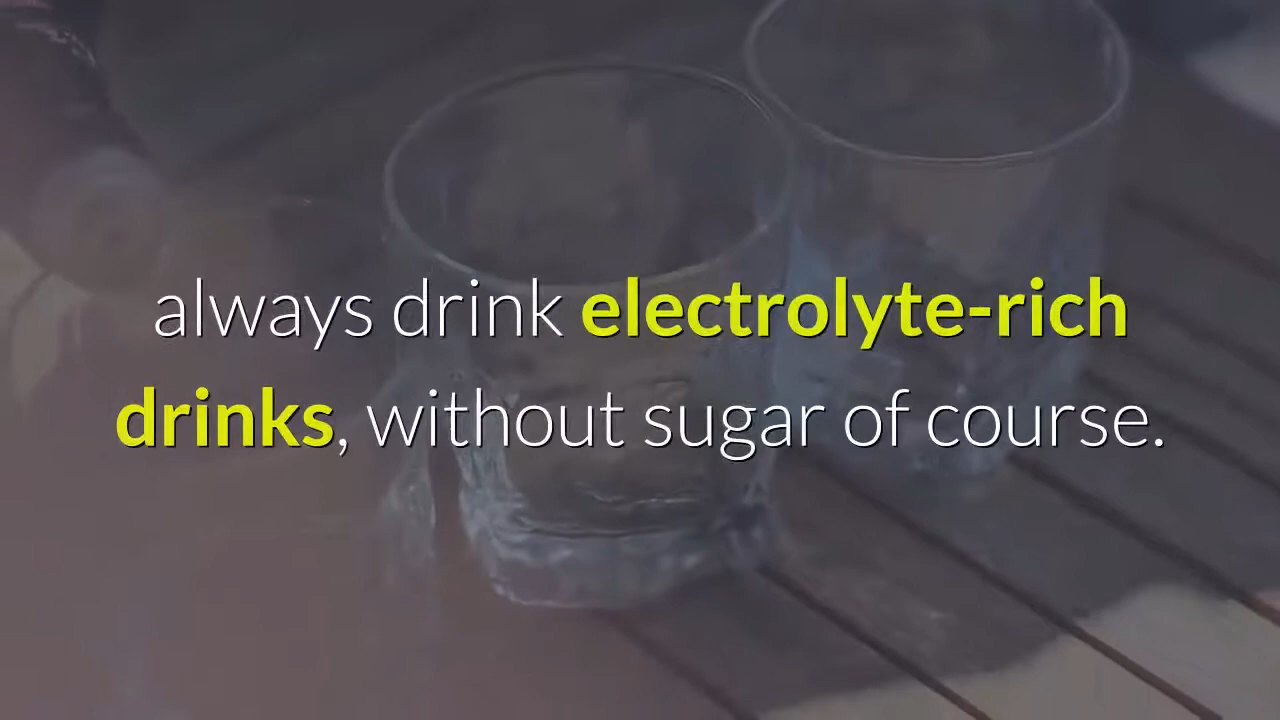 always drink electrolyte-rich
drinks, without sugar of course.